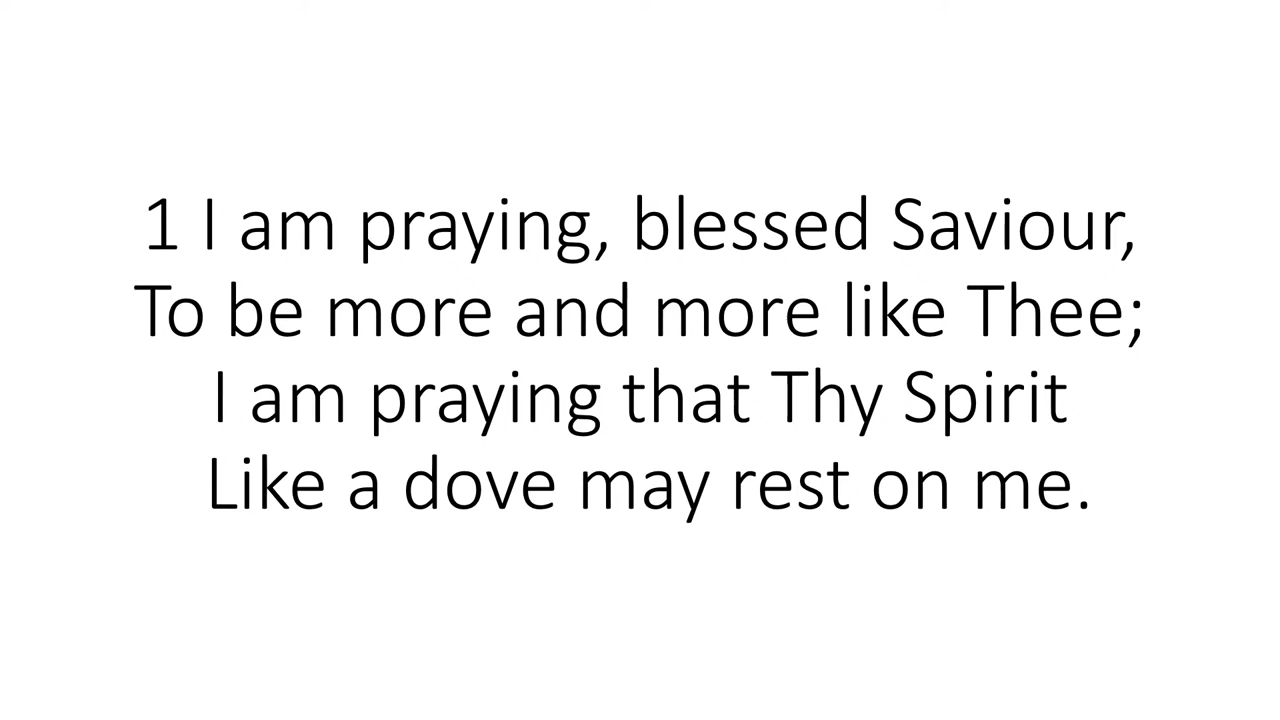 1 I am praying, blessed Saviour,
To be more and more like Thee;
I am praying that Thy Spirit
Like a dove may rest on me.